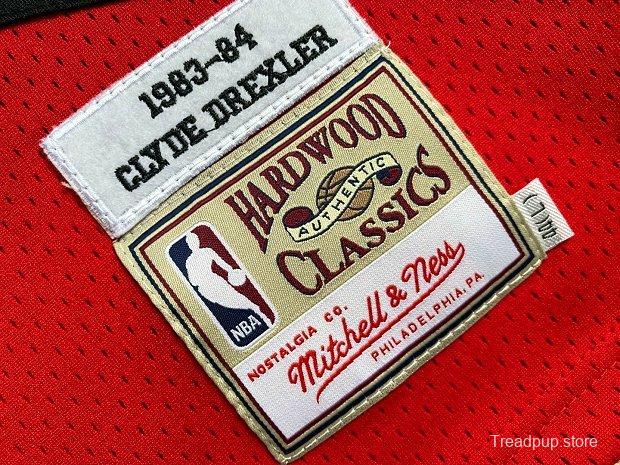 1983-84
CLYDE DREXLER
HARDWOOD
AUTHENTIC
CLASSICS
NBA
NOSTALGIA CO.
Mitchell & Ness
PHILADELPHIA, PA.
Treadpup.store